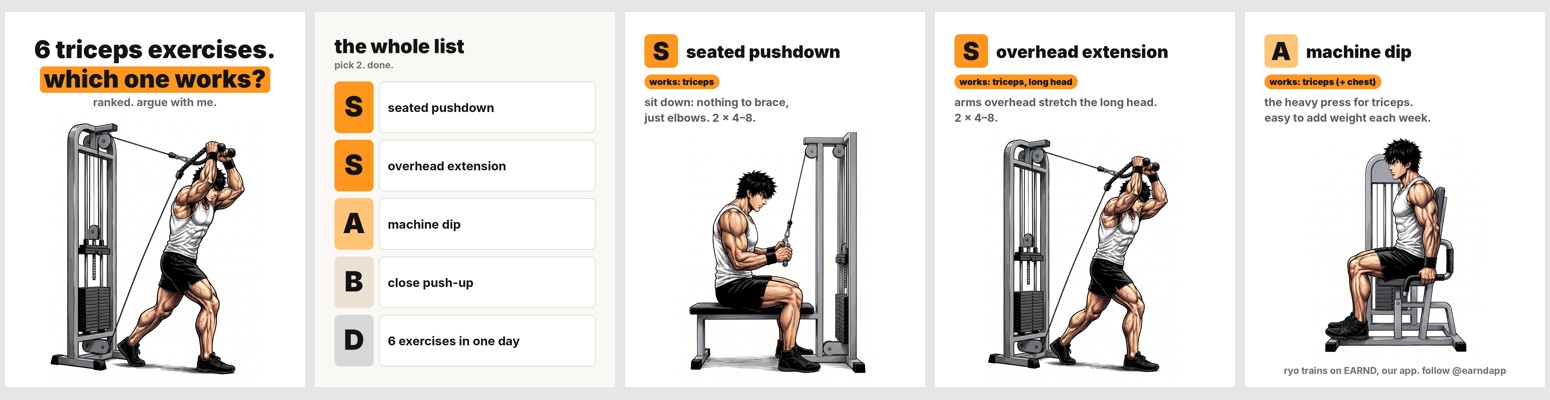 6 triceps exercises.
which one works?
ranked. argue with me.
the whole list
pick 2. done.
S
seated pushdown
S
overhead extension
A
machine dip
B
close push-up
D
6 exercises in one day
S seated pushdown
works: triceps
sit down: nothing to brace,
just elbows. 2 × 4–8.
S overhead extension
works: triceps, long head
arms overhead stretch the long head.
2 × 4–8.
A machine dip
works: triceps (+ chest)
the heavy press for triceps.
easy to add weight each week.
ryo trains on EARND, our app. follow @earndapp